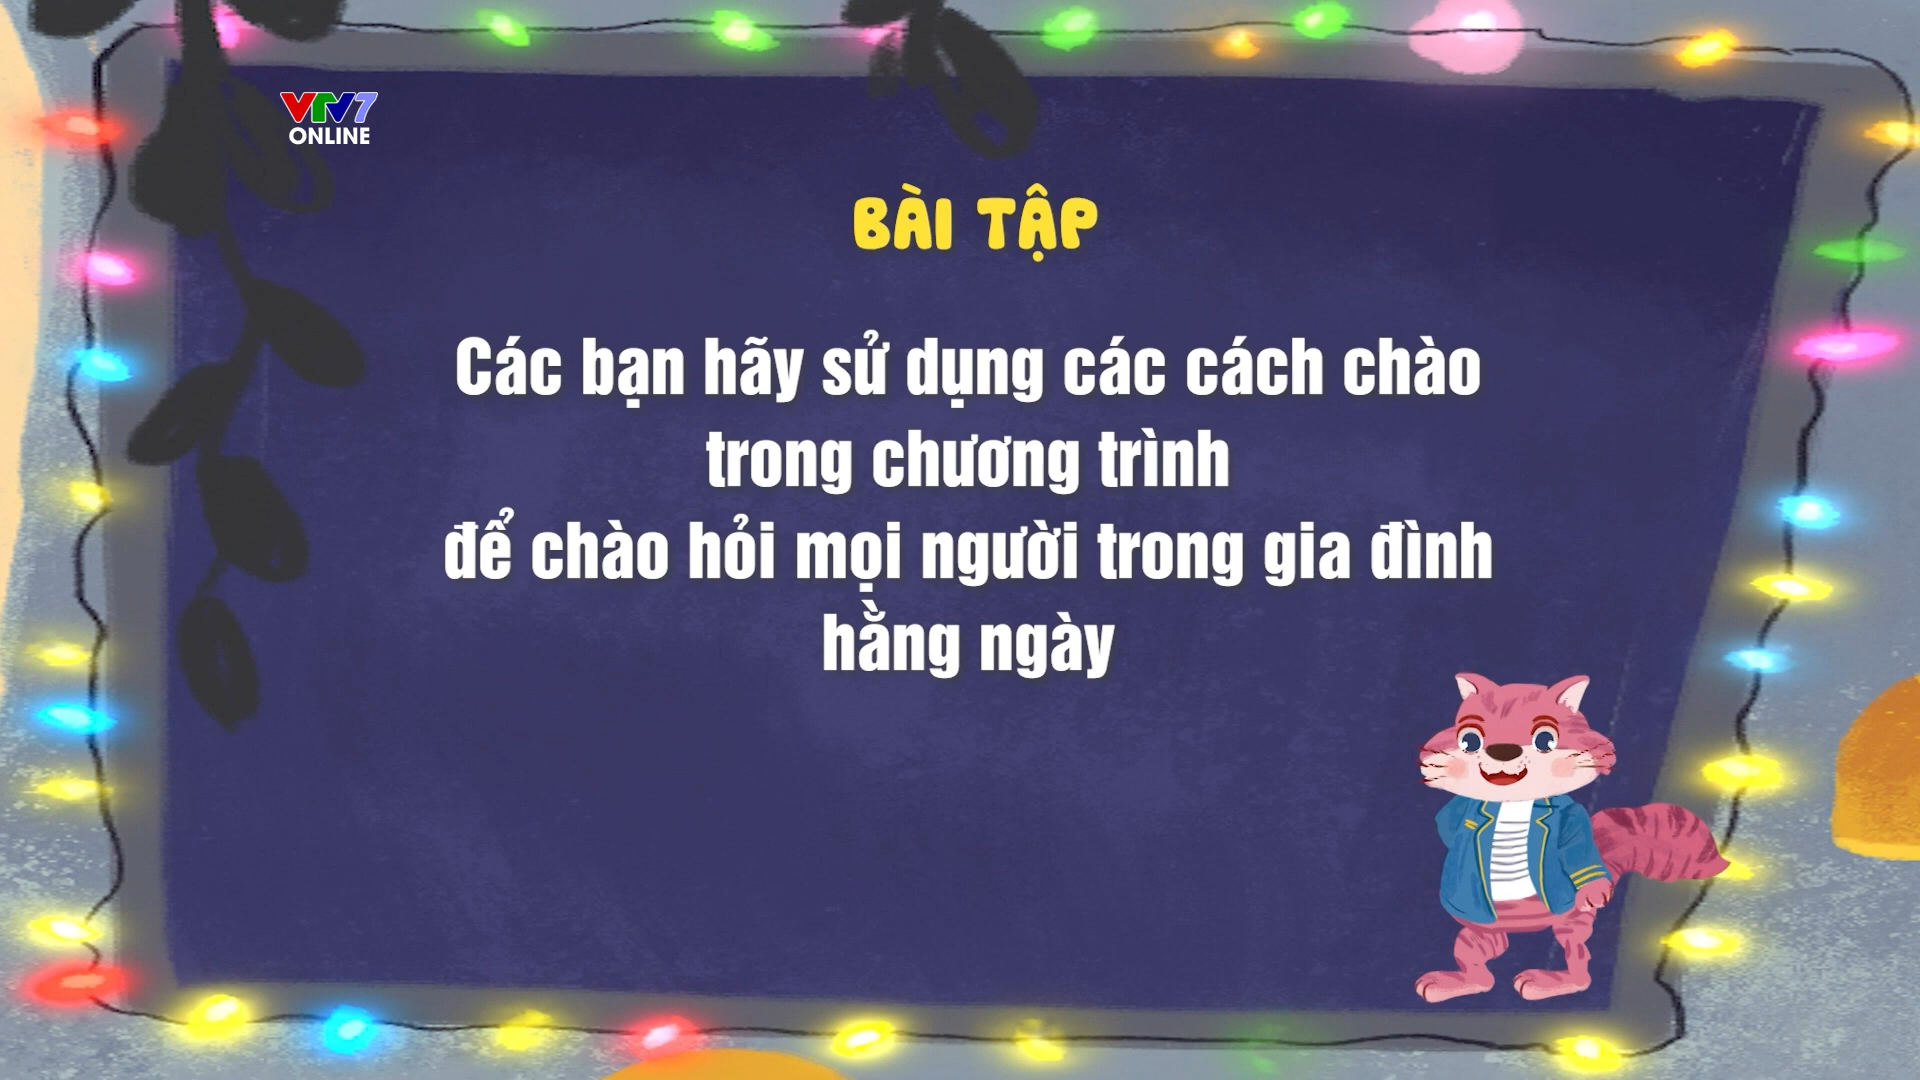 VTV7
ONLINE
BÀI TẬP
Các bạn hãy sử dụng các cách chào
trong chương trình
để chào hỏi mọi người trong gia đình
hằng ngày